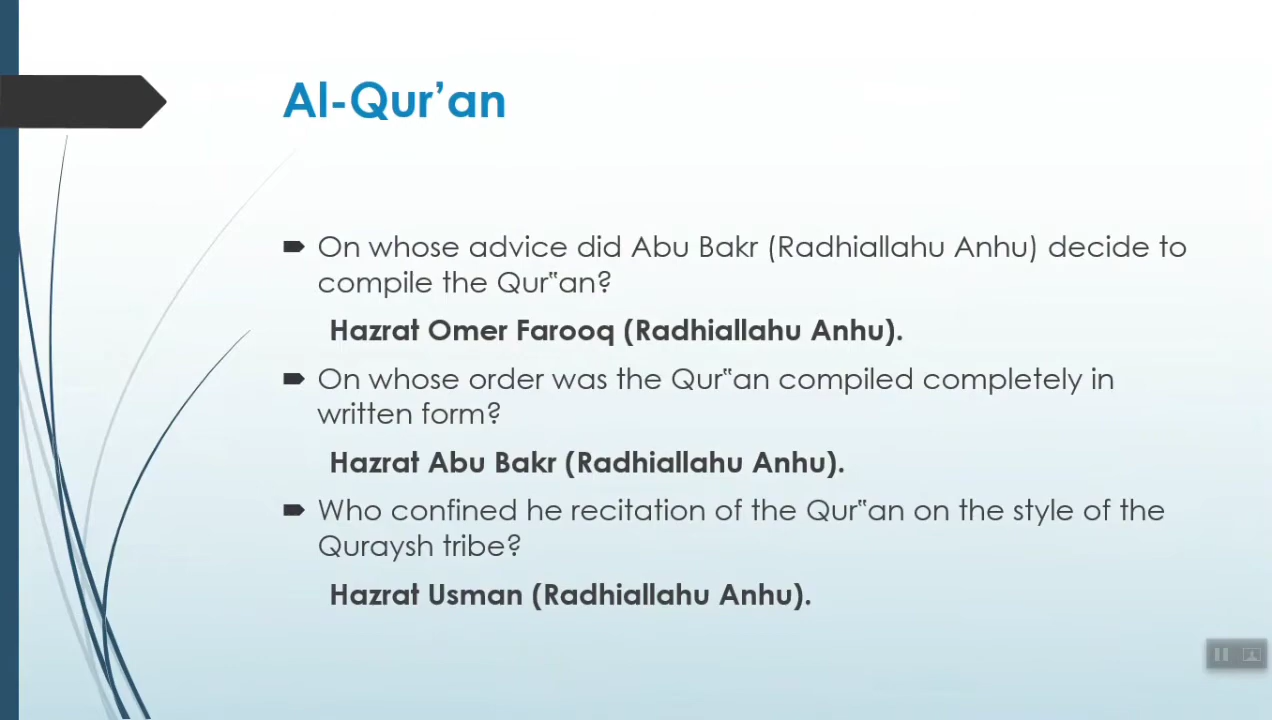 Al-Qur’an
On whose advice did Abu Bakr (Radhiallahu Anhu) decide to
compile the Qur‟an?
Hazrat Omer Farooq (Radhiallahu Anhu).
On whose order was the Qur‟an compiled completely in
written form?
Hazrat Abu Bakr (Radhiallahu Anhu).
Who confined he recitation of the Qur‟an on the style of the
Quraysh tribe?
Hazrat Usman (Radhiallahu Anhu).